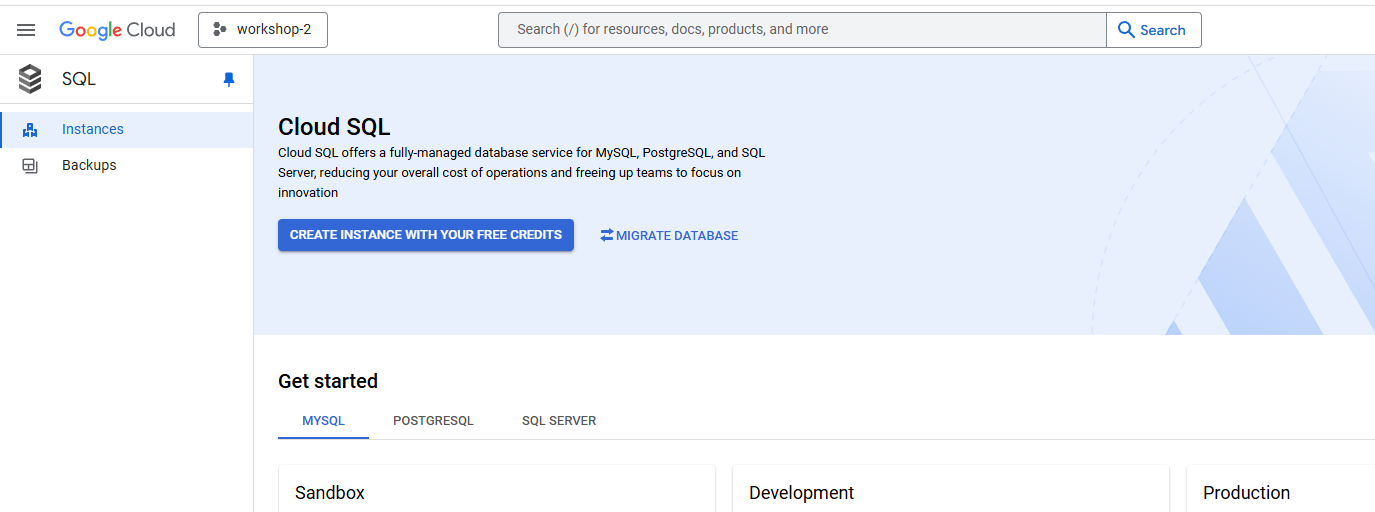 Google Cloud
workshop-2
Search (/) for resources, docs, products, and more
Search
SQL
Instances
Backups
Cloud SQL
Cloud SQL offers a fully-managed database service for MySQL, PostgreSQL, and SQL
Server, reducing your overall cost of operations and freeing up teams to focus on
innovation
CREATE INSTANCE WITH YOUR FREE CREDITS
MIGRATE DATABASE
Get started
MYSQL
POSTGRESQL
SQL SERVER
Sandbox
Development
Production